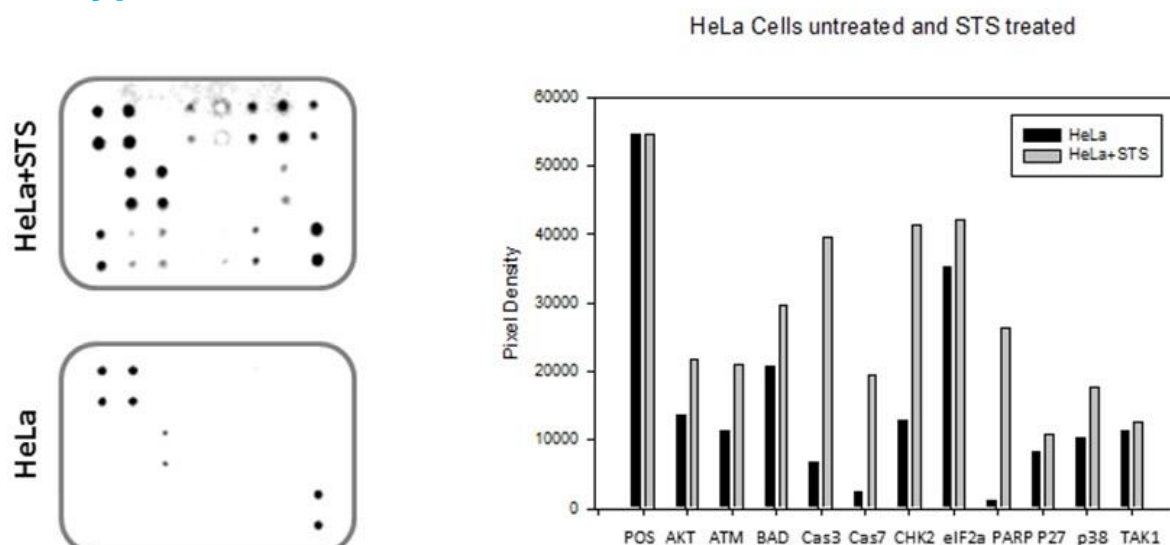 HeLa Cells untreated and STS treated
HeLa+STS
HeLa
Pixel Density
60000
50000
40000
30000
20000
10000
0
HeLa
HeLa+STS
POS AKT ATM BAD Cas3 Cas7 CHK2 eIF2a PARP P27 p38 TAK1